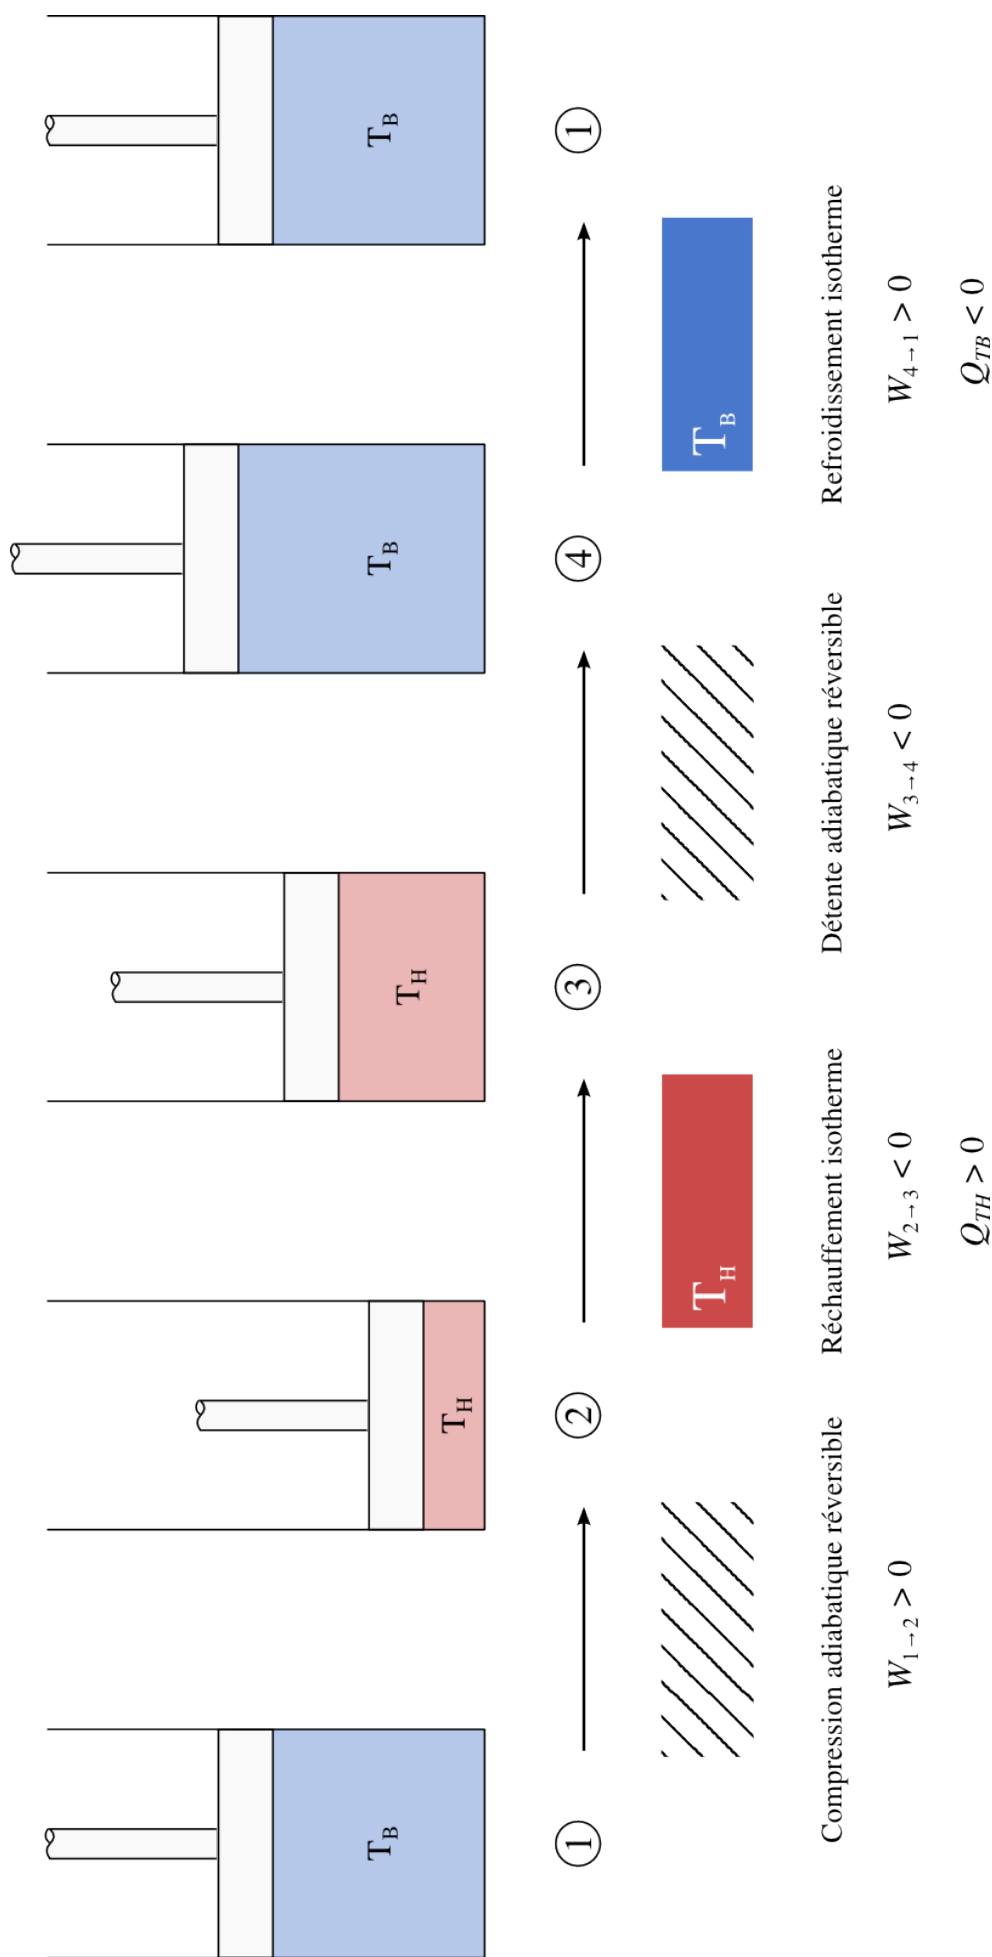 T_B
T_H
T_H
T_B
T_B
1
2
3
4
1
T_H
T_B
Compression adiabatique réversible
W_{1→2} > 0
Réchauffement isotherme
W_{2→3} < 0
Q_{TH} > 0
Détente adiabatique réversible
W_{3→4} < 0
Refroidissement isotherme
W_{4→1} > 0
Q_{TB} < 0